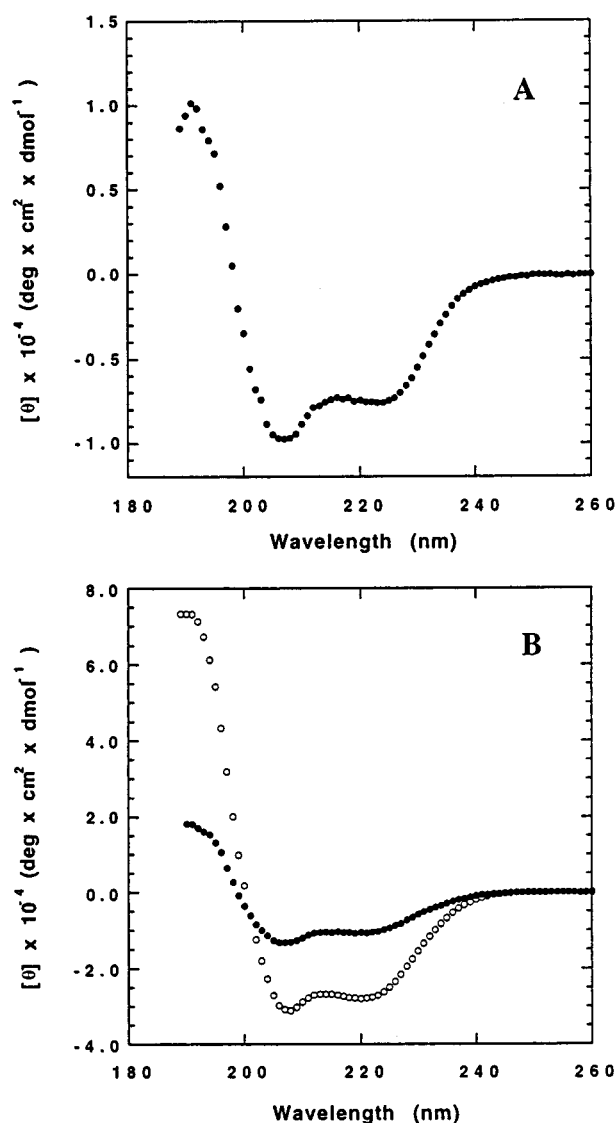 1.5
1.0
0.5
0.0
-0.5
-1.0
[θ] x 10⁻⁴ (deg x cm² x dmol⁻¹)
A
180 200 220 240 260
Wavelength (nm)
8.0
6.0
4.0
2.0
0.0
-2.0
-4.0
[θ] x 10⁻⁴ (deg x cm² x dmol⁻¹)
B
180 200 220 240 260
Wavelength (nm)